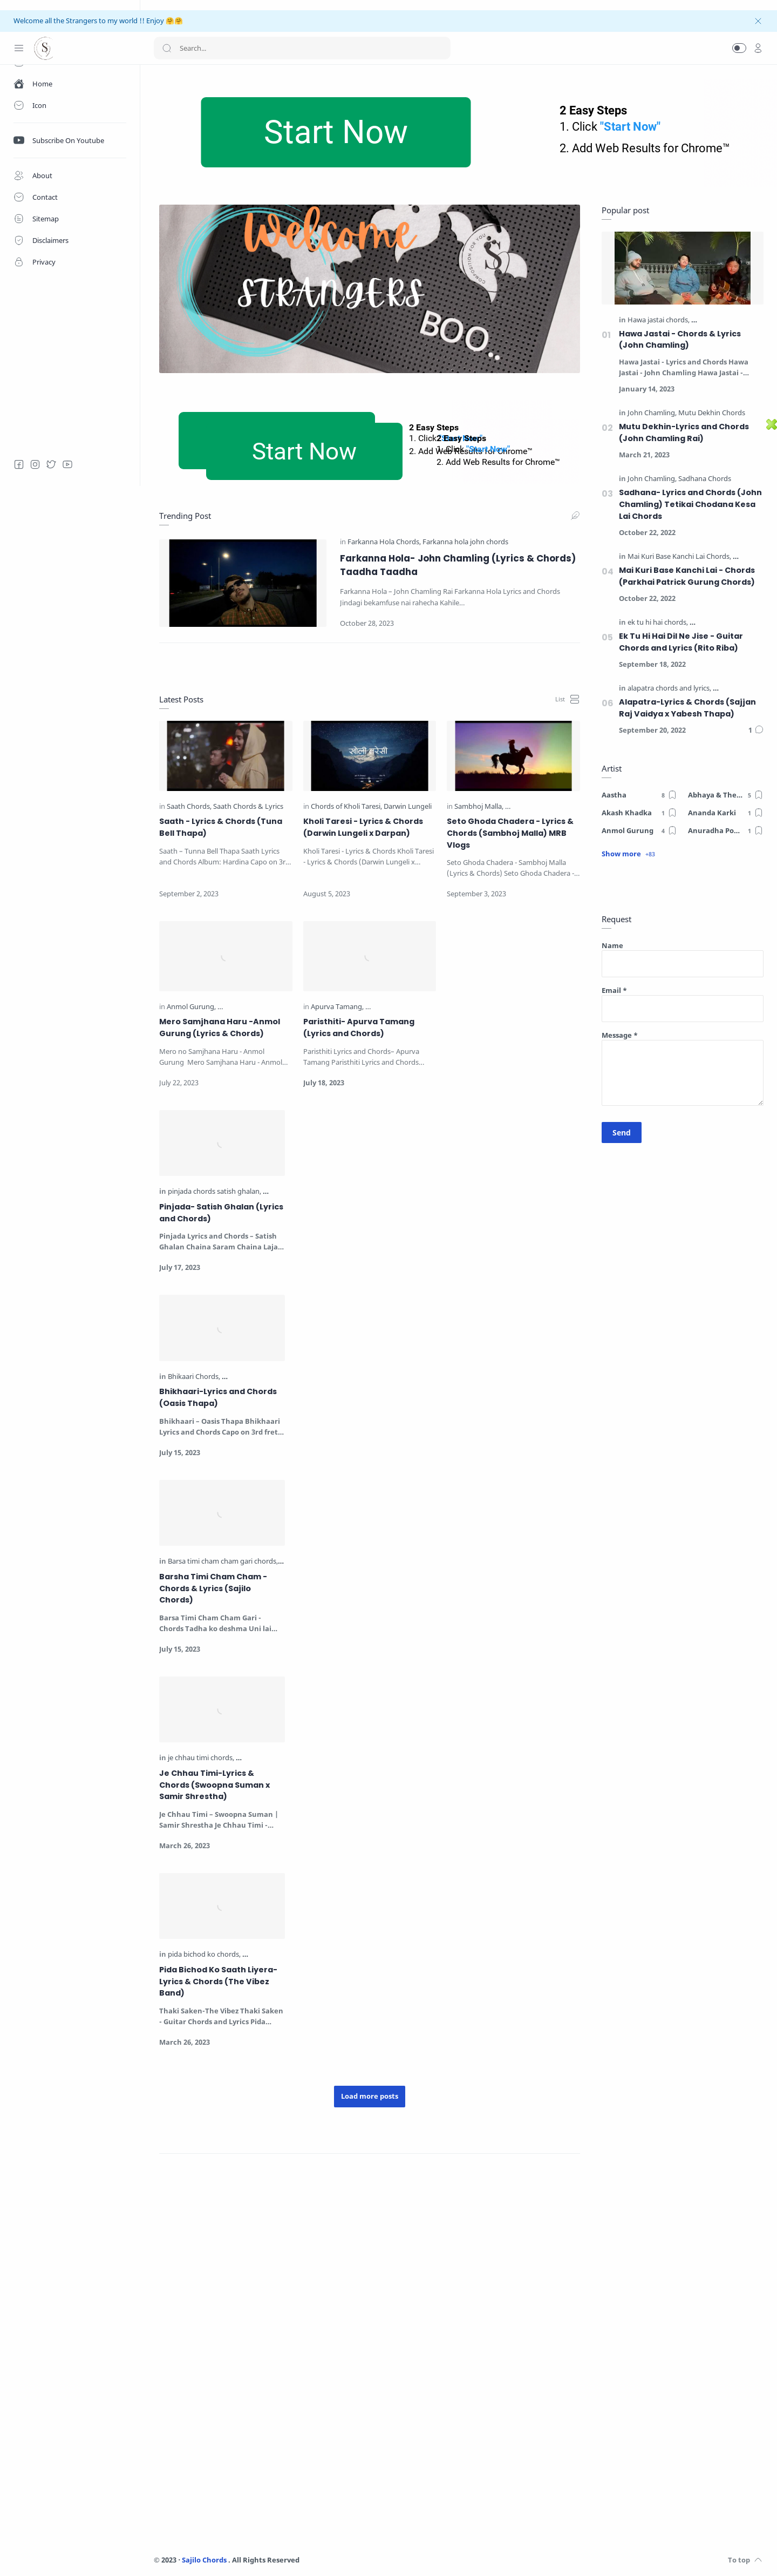 Welcome all the Strangers to my world !! Enjoy 🤗🤗
Search...
Home
Icon
Subscribe On Youtube
About
Contact
Sitemap
Disclaimers
Privacy
Start Now
2 Easy Steps
1. Click "Start Now"
2. Add Web Results for Chrome™
Welcome
STRANGERS
BOO..
Start Now
2 Easy Steps
1. Click "Start Now"
2. Add Web Results for Chrome™
2 Easy Steps
1. Click "Start Now"
2. Add Web Results for Chrome™
Trending Post
in Farkanna Hola Chords, Farkanna hola john chords
Farkanna Hola- John Chamling (Lyrics & Chords)
Taadha Taadha
Farkanna Hola – John Chamling Rai Farkanna Hola Lyrics and Chords
Jindagi bekamfuse nai rahecha Kahile…
October 28, 2023
Latest Posts
List
in Saath Chords, Saath Chords & Lyrics
Saath - Lyrics & Chords (Tuna
Bell Thapa)
Saath – Tunna Bell Thapa Saath Lyrics
and Chords Album: Hardina Capo on 3r…
September 2, 2023
खोली तरेसी
in Chords of Kholi Taresi, Darwin Lungeli
Kholi Taresi - Lyrics & Chords
(Darwin Lungeli x Darpan)
Kholi Taresi - Lyrics & Chords Kholi Taresi
- Lyrics & Chords (Darwin Lungeli x…
August 5, 2023
in Sambhoj Malla, ...
Seto Ghoda Chadera - Lyrics &
Chords (Sambhoj Malla) MRB
Vlogs
Seto Ghoda Chadera - Sambhoj Malla
(Lyrics & Chords) Seto Ghoda Chadera -…
September 3, 2023
in Anmol Gurung, ...
Mero Samjhana Haru -Anmol
Gurung (Lyrics & Chords)
Mero no Samjhana Haru - Anmol
Gurung  Mero Samjhana Haru - Anmol…
July 22, 2023
in Apurva Tamang, ...
Paristhiti- Apurva Tamang
(Lyrics and Chords)
Paristhiti Lyrics and Chords– Apurva
Tamang Paristhiti Lyrics and Chords…
July 18, 2023
in pinjada chords satish ghalan, ...
Pinjada- Satish Ghalan (Lyrics
and Chords)
Pinjada Lyrics and Chords – Satish
Ghalan Chaina Saram Chaina Laja…
July 17, 2023
in Bhikaari Chords, ...
Bhikhaari-Lyrics and Chords
(Oasis Thapa)
Bhikhaari – Oasis Thapa Bhikhaari
Lyrics and Chords Capo on 3rd fret…
July 15, 2023
in Barsa timi cham cham gari chords,...
Barsha Timi Cham Cham -
Chords & Lyrics (Sajilo
Chords)
Barsa Timi Cham Cham Gari -
Chords Tadha ko deshma Uni lai…
July 15, 2023
in je chhau timi chords, ...
Je Chhau Timi-Lyrics &
Chords (Swoopna Suman x
Samir Shrestha)
Je Chhau Timi – Swoopna Suman |
Samir Shrestha Je Chhau Timi -…
March 26, 2023
in pida bichod ko chords, ...
Pida Bichod Ko Saath Liyera-
Lyrics & Chords (The Vibez
Band)
Thaki Saken-The Vibez Thaki Saken
- Guitar Chords and Lyrics Pida…
March 26, 2023
Load more posts
Popular post
in Hawa jastai chords, ...
01
Hawa Jastai - Chords & Lyrics
(John Chamling)
Hawa Jastai - Lyrics and Chords Hawa
Jastai - John Chamling Hawa Jastai -…
January 14, 2023
in John Chamling, Mutu Dekhin Chords
02
Mutu Dekhin-Lyrics and Chords
(John Chamling Rai)
March 21, 2023
in John Chamling, Sadhana Chords
03
Sadhana- Lyrics and Chords (John
Chamling) Tetikai Chodana Kesa
Lai Chords
October 22, 2022
in Mai Kuri Base Kanchi Lai Chords, ...
04
Mai Kuri Base Kanchi Lai - Chords
(Parkhai Patrick Gurung Chords)
October 22, 2022
in ek tu hi hai chords, ...
05
Ek Tu Hi Hai Dil Ne Jise - Guitar
Chords and Lyrics (Rito Riba)
September 18, 2022
in alapatra chords and lyrics, ...
06
Alapatra-Lyrics & Chords (Sajjan
Raj Vaidya x Yabesh Thapa)
September 20, 2022 1
Artist
Aastha 8
Abhaya & The... 5
Akash Khadka 1
Ananda Karki 1
Anmol Gurung 4
Anuradha Po... 1
Show more +83
Request
Name
Email *
Message *
Send
© 2023 · Sajilo Chords . All Rights Reserved
To top